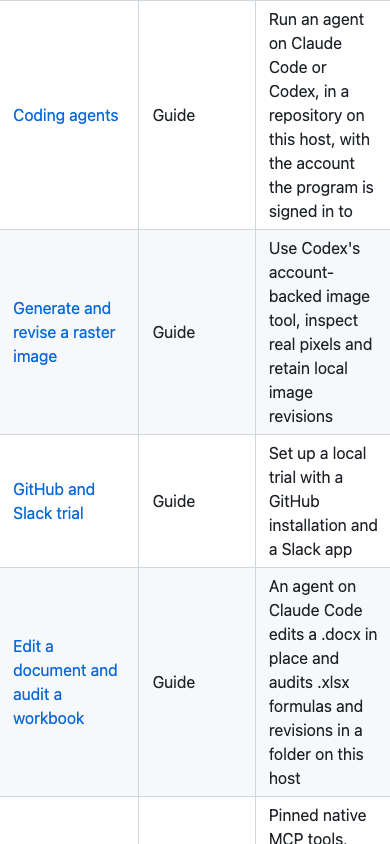 Coding agents
Guide
Run an agent
on Claude
Code or
Codex, in a
repository on
this host, with
the account
the program is
signed in to
Generate and
revise a raster
image
Guide
Use Codex's
account-
backed image
tool, inspect
real pixels and
retain local
image
revisions
GitHub and
Slack trial
Guide
Set up a local
trial with a
GitHub
installation and
a Slack app
Edit a
document and
audit a
workbook
Guide
An agent on
Claude Code
edits a .docx in
place and
audits .xlsx
formulas and
revisions in a
folder on this
host
Pinned native
MCP tools,